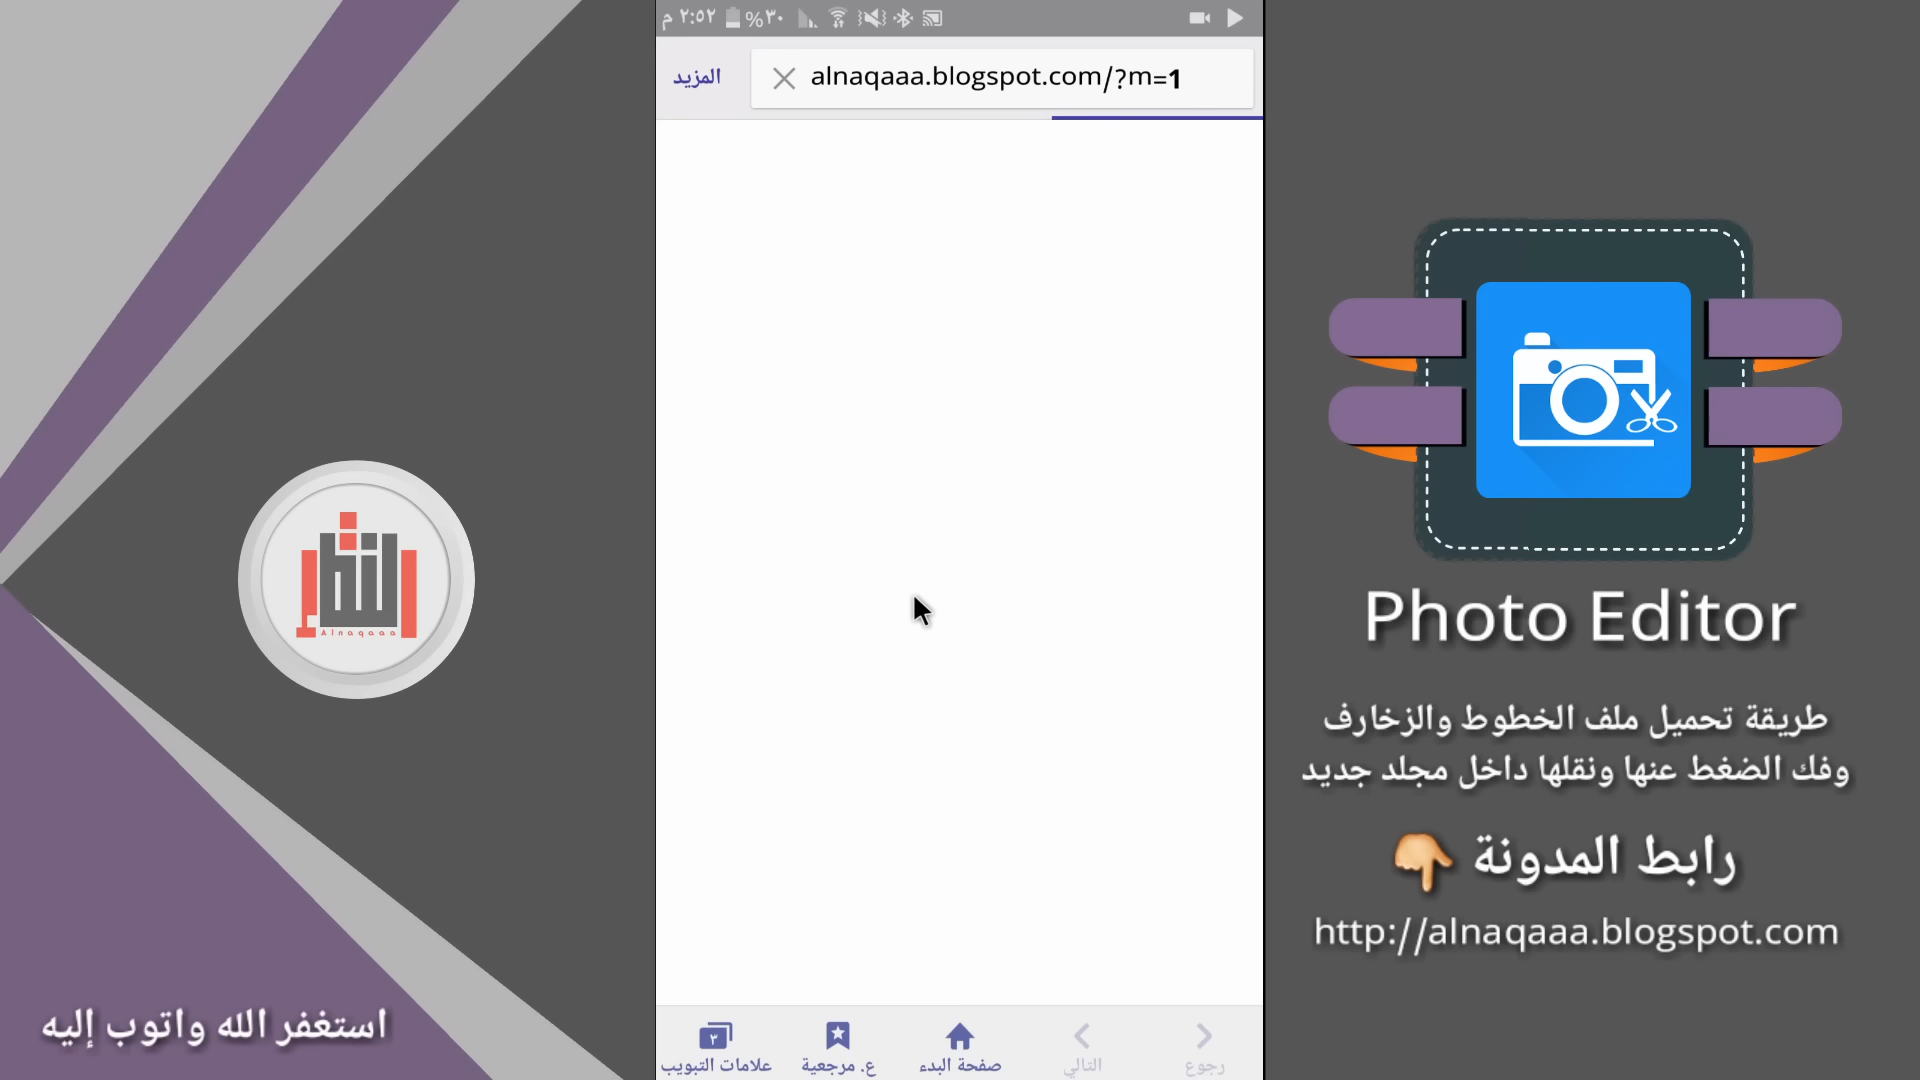 ٢:٥٢ م
%٣٠
المزيد
alnaqaaa.blogspot.com/?m=1
Alnaqaaa
Photo Editor
طريقة تحميل ملف الخطوط والزخارف
وفك الضغط عنها ونقلها داخل مجلد جديد
رابط المدونة 👇
http://alnaqaaa.blogspot.com
استغفر الله واتوب إليه
رجوع
التالي
صفحة البدء
ع. مرجعية
٣
علامات التبويب